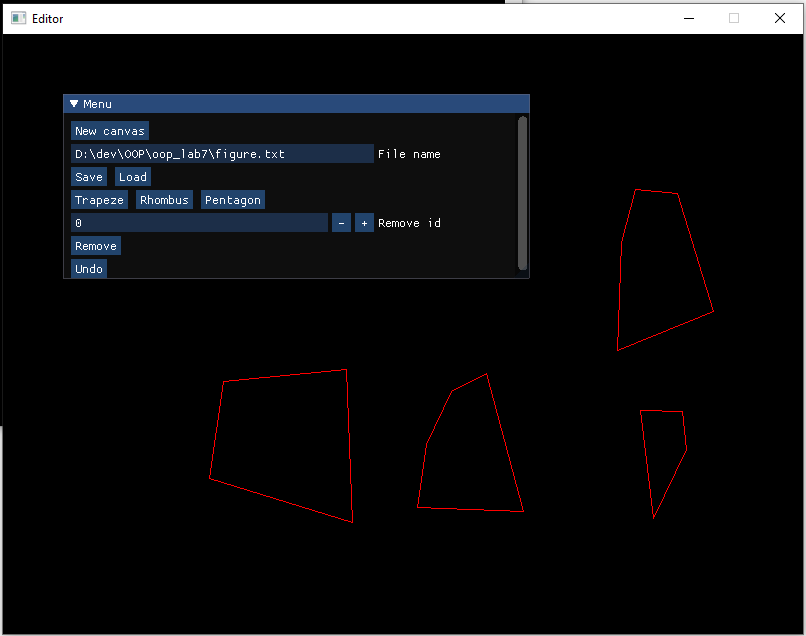 Editor
Menu
New canvas
D:\dev\OOP\oop_lab7\figure.txt File name
Save Load
Trapeze Rhombus Pentagon
0 - + Remove id
Remove
Undo